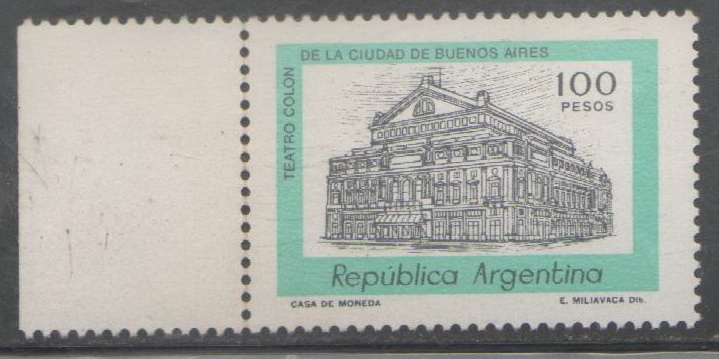 TEATRO COLON
DE LA CIUDAD DE BUENOS AIRES
100
PESOS
República Argentina
CASA DE MONEDA
E. MILIAVACA DIB.